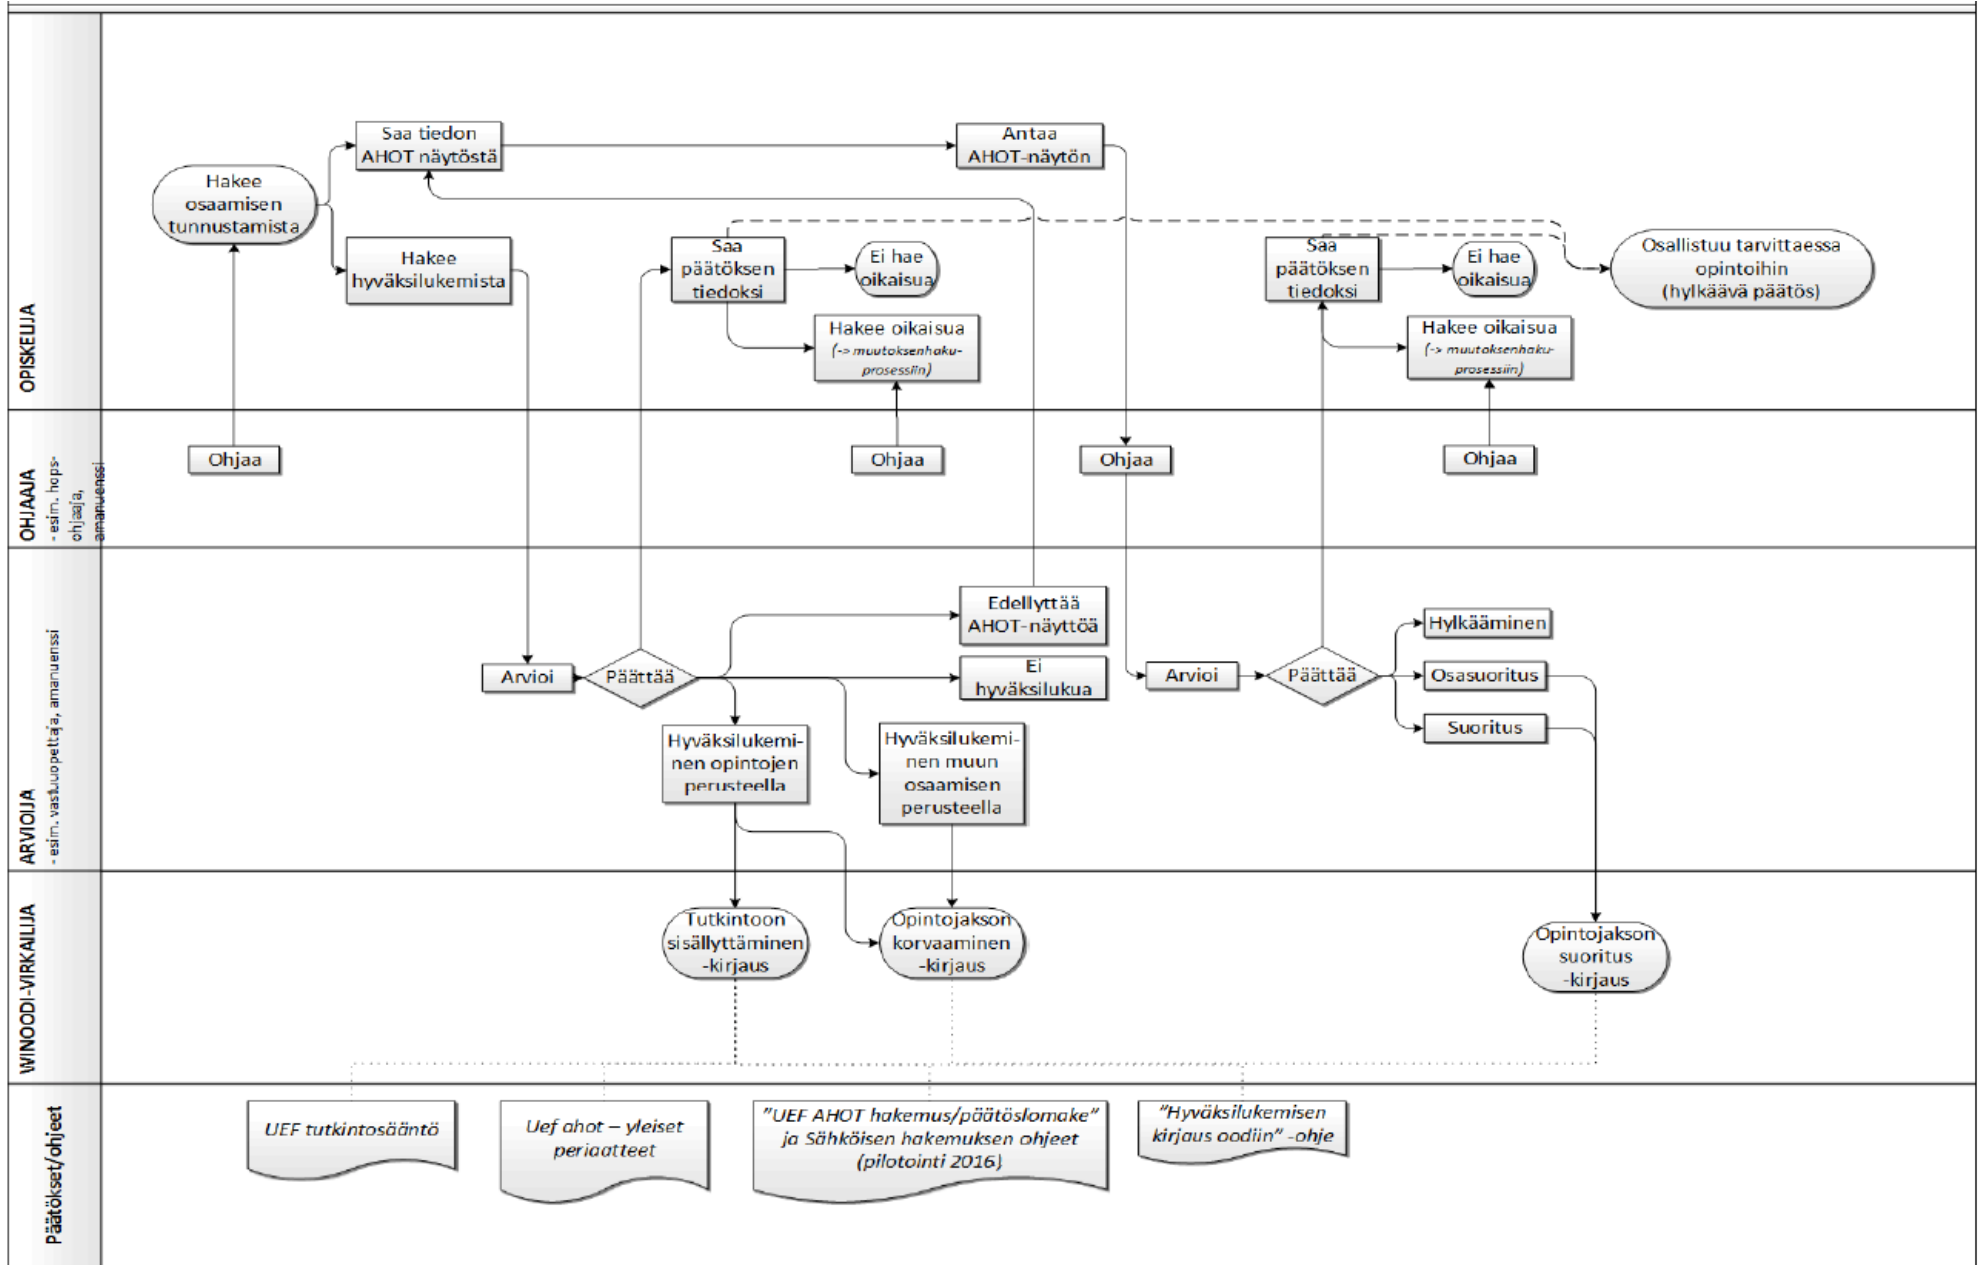 OPISKELIJA
Saa tiedon
AHOT näytöstä
Antaa
AHOT-näytön
Hakee
osaamisen
tunnustamista
Hakee
hyväksilukemista
Saa
päätöksen
tiedoksi
Ei hae
oikaisua
Hakee oikaisua
(-> muutoksenhaku-
prosessiin)
Saa
päätöksen
tiedoksi
Ei hae
oikaisua
Hakee oikaisua
(-> muutoksenhaku-
prosessiin)
Osallistuu tarvittaessa
opintoihin
(hylkäävä päätös)
OHJAAJA
- esim. hops-
ohjaaja,
amanuenssi
Ohjaa
Ohjaa
Ohjaa
Ohjaa
ARVIOIJA
- esim. vastuuopettaja, amanuenssi
Arvioi
Päättää
Edellyttää
AHOT-näyttöä
Ei
hyväksilukua
Hyväksilukemi-
nen opintojen
perusteella
Hyväksilukemi-
nen muun
osaamisen
perusteella
Arvioi
Päättää
Hylkääminen
Osasuoritus
Suoritus
WINOODI-VIRKAILIJA
Tutkintoon
sisällyttäminen
-kirjaus
Opintojakson
korvaaminen
-kirjaus
Opintojakson
suoritus
-kirjaus
Päätökset/ohjeet
UEF tutkintosääntö
Uef ahot – yleiset
periaatteet
”UEF AHOT hakemus/päätöslomake”
ja Sähköisen hakemuksen ohjeet
(pilotointi 2016)
”Hyväksilukemisen
kirjaus oodiin” -ohje